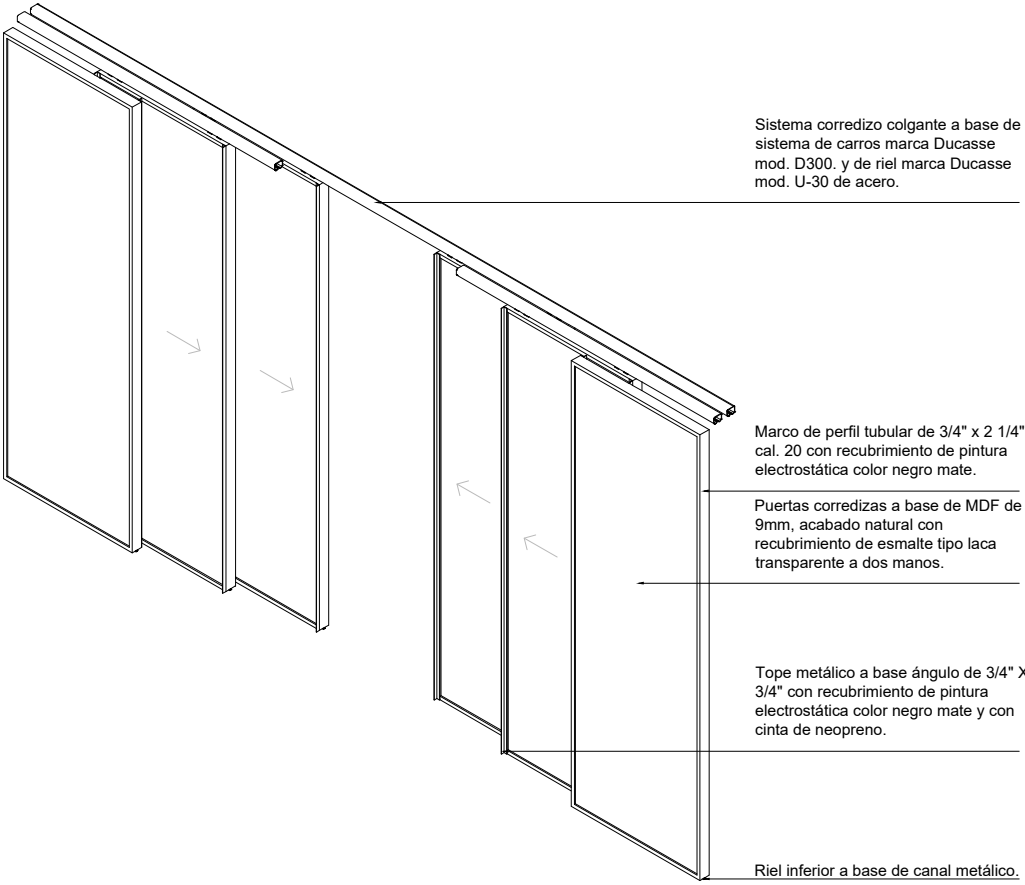 Sistema corredizo colgante a base de
sistema de carros marca Ducasse
mod. D300. y de riel marca Ducasse
mod. U-30 de acero.
Marco de perfil tubular de 3/4" x 2 1/4"
cal. 20 con recubrimiento de pintura
electrostática color negro mate.
Puertas corredizas a base de MDF de
9mm, acabado natural con
recubrimiento de esmalte tipo laca
transparente a dos manos.
Tope metálico a base ángulo de 3/4" X
3/4" con recubrimiento de pintura
electrostática color negro mate y con
cinta de neopreno.
Riel inferior a base de canal metálico.